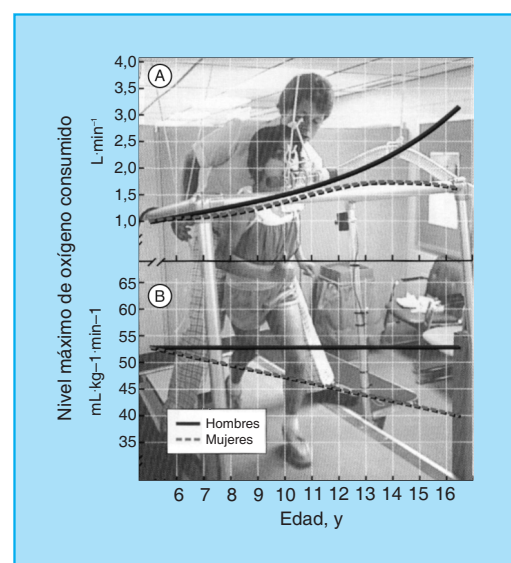 Nivel máximo de oxígeno consumido
L·min⁻¹
4,0
3,5
3,0
2,5
2,0
1,5
1,0
A
mL·kg–1·min–1
65
60
55
50
45
40
35
B
Hombres
Mujeres
6 7 8 9 10 11 12 13 14 15 16
Edad, y